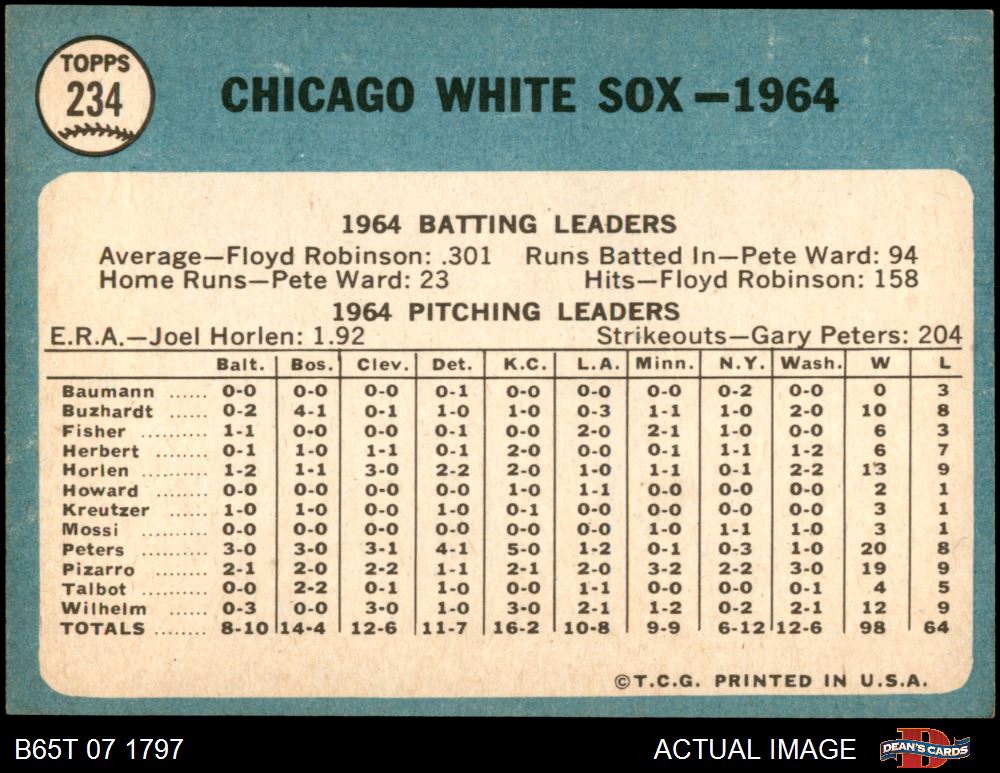 TOPPS
234
CHICAGO WHITE SOX—1964
1964 BATTING LEADERS
Average—Floyd Robinson: .301 Runs Batted In—Pete Ward: 94
Home Runs—Pete Ward: 23 Hits—Floyd Robinson: 158
1964 PITCHING LEADERS
E.R.A.—Joel Horlen: 1.92 Strikeouts—Gary Peters: 204
Balt. Bos. Clev. Det. K.C. L.A. Minn. N.Y. Wash. W L
Baumann ...... 0-0 0-0 0-0 0-1 0-0 0-0 0-0 0-2 0-0 0 3
Buzhardt ...... 0-2 4-1 0-1 1-0 1-0 0-3 1-1 1-0 2-0 10 8
Fisher .......... 1-1 0-0 0-0 0-1 0-0 2-0 2-1 1-0 0-0 6 3
Herbert ........ 0-1 1-0 1-1 0-1 2-0 0-0 0-1 1-1 1-2 6 7
Horlen ......... 1-2 1-1 3-0 2-2 2-0 1-0 1-1 0-1 2-2 13 9
Howard ........ 0-0 0-0 0-0 0-0 1-0 1-1 0-0 0-0 0-0 2 1
Kreutzer ...... 1-0 1-0 0-0 1-0 0-1 0-0 0-0 0-0 0-0 3 1
Mossi ........... 0-0 0-0 0-0 0-0 0-0 0-0 1-0 1-1 1-0 3 1
Peters .......... 3-0 3-0 3-1 4-1 5-0 1-2 0-1 0-3 1-0 20 8
Pizarro ........ 2-1 2-0 2-2 1-1 2-1 2-0 3-2 2-2 3-0 19 9
Talbot .......... 0-0 2-2 0-1 1-0 0-0 1-1 0-0 0-0 0-1 4 5
Wilhelm ...... 0-3 0-0 3-0 1-0 3-0 2-1 1-2 0-2 2-1 12 9
TOTALS ........ 8-10 14-4 12-6 11-7 16-2 10-8 9-9 6-12 12-6 98 64
©T.C.G. PRINTED IN U.S.A.
B65T 07 1797 ACTUAL IMAGE DEAN'S CARDS